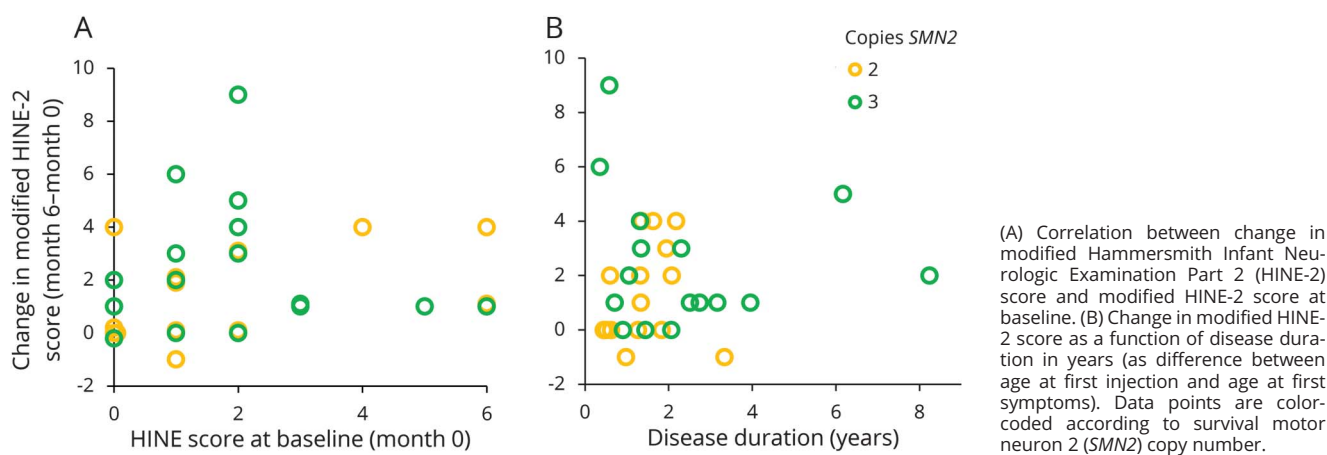 A
Change in modified HINE-2
score (month 6–month 0)
10
8
6
4
2
0
-2
0
2
4
6
HINE score at baseline (month 0)
B
10
8
6
4
2
0
-2
0
2
4
6
8
Disease duration (years)
Copies SMN2
2
3
(A) Correlation between change in
modified Hammersmith Infant Neu-
rologic Examination Part 2 (HINE-2)
score and modified HINE-2 score at
baseline. (B) Change in modified HINE-
2 score as a function of disease dura-
tion in years (as difference between
age at first injection and age at first
symptoms). Data points are color-
coded according to survival motor
neuron 2 (SMN2) copy number.